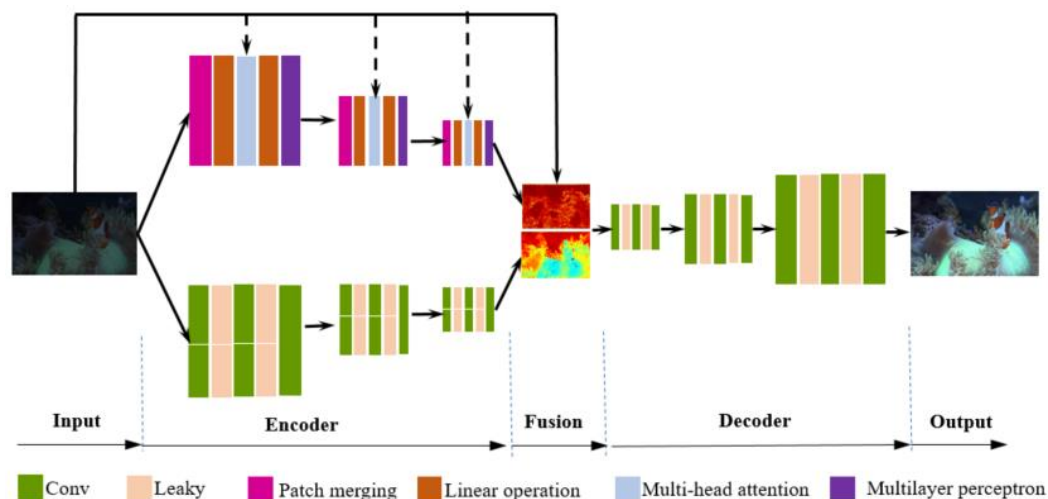 Input
Encoder
Fusion
Decoder
Output
Conv
Leaky
Patch merging
Linear operation
Multi-head attention
Multilayer perceptron